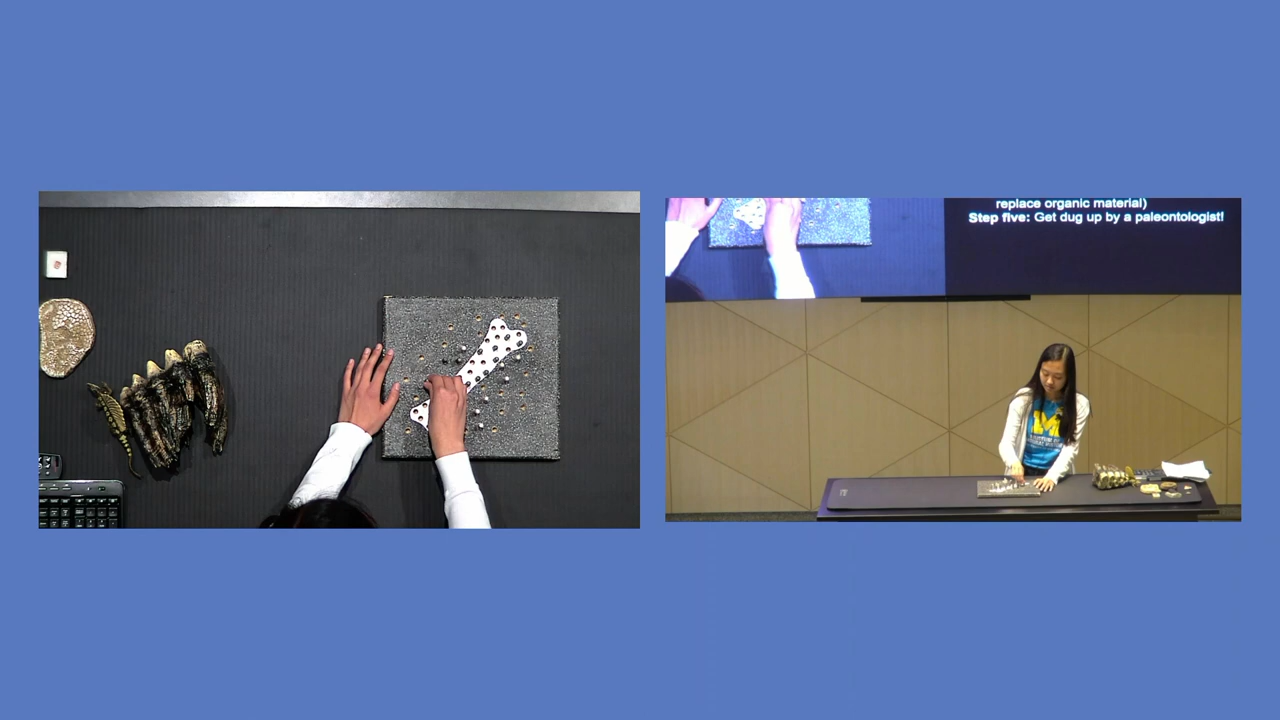 replace organic material)
Step five: Get dug up by a paleontologist!
M